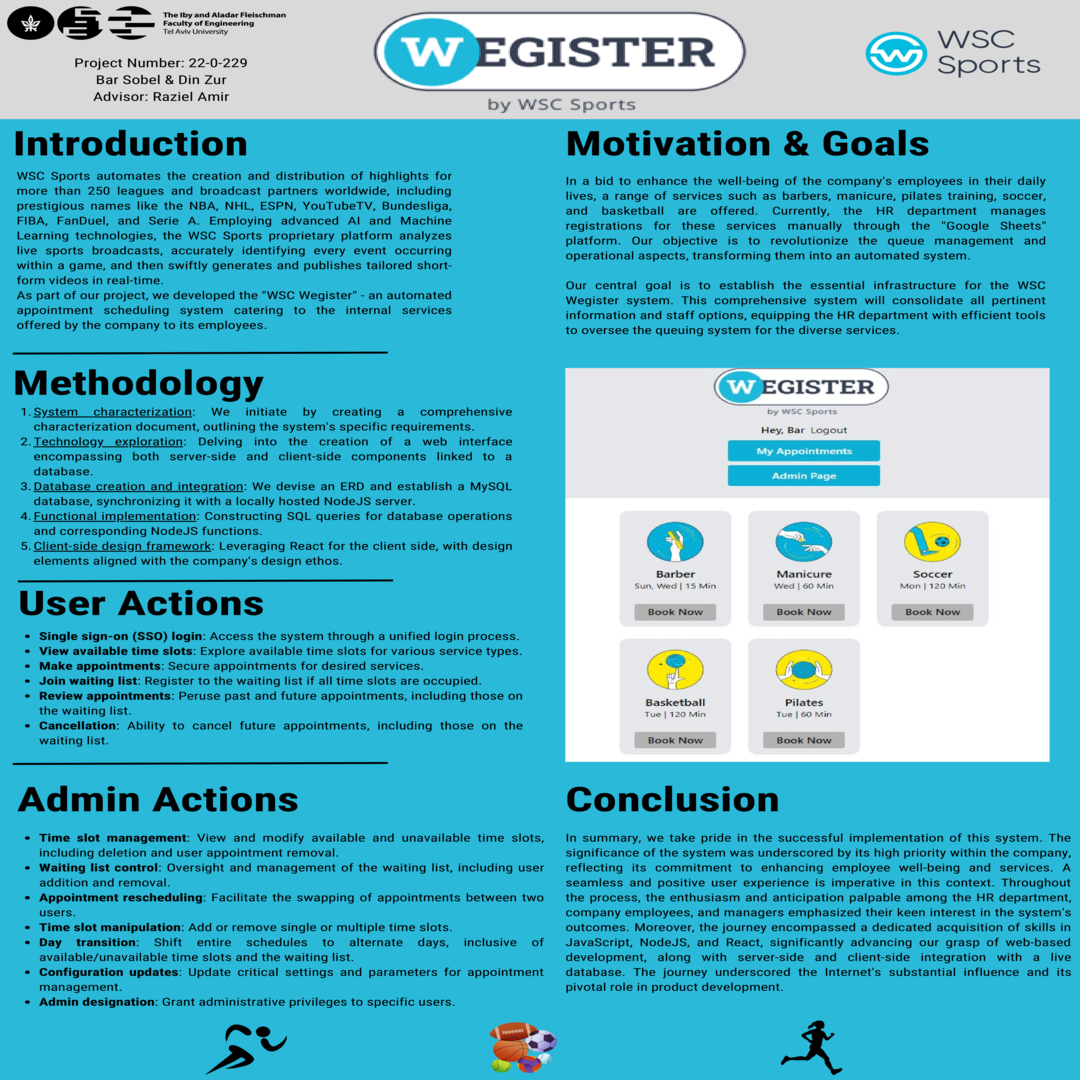 The Iby and Aladar Fleischman
Faculty of Engineering
Tel Aviv University
Project Number: 22-0-229
Bar Sobel & Din Zur
Advisor: Raziel Amir
WEGISTER
by WSC Sports
WSC
Sports
Introduction
WSC Sports automates the creation and distribution of highlights for
more than 250 leagues and broadcast partners worldwide, including
prestigious names like the NBA, NHL, ESPN, YouTubeTV, Bundesliga,
FIBA, FanDuel, and Serie A. Employing advanced AI and Machine
Learning technologies, the WSC Sports proprietary platform analyzes
live sports broadcasts, accurately identifying every event occurring
within a game, and then swiftly generates and publishes tailored short-
form videos in real-time.
As part of our project, we developed the "WSC Wegister" - an automated
appointment scheduling system catering to the internal services
offered by the company to its employees.
Methodology
1. System characterization: We initiate by creating a comprehensive
characterization document, outlining the system's specific requirements.
2. Technology exploration: Delving into the creation of a web interface
encompassing both server-side and client-side components linked to a
database.
3. Database creation and integration: We devise an ERD and establish a MySQL
database, synchronizing it with a locally hosted NodeJS server.
4. Functional implementation: Constructing SQL queries for database operations
and corresponding NodeJS functions.
5. Client-side design framework: Leveraging React for the client side, with design
elements aligned with the company's design ethos.
User Actions
• Single sign-on (SSO) login: Access the system through a unified login process.
• View available time slots: Explore available time slots for various service types.
• Make appointments: Secure appointments for desired services.
• Join waiting list: Register to the waiting list if all time slots are occupied.
• Review appointments: Peruse past and future appointments, including those on
the waiting list.
• Cancellation: Ability to cancel future appointments, including those on the
waiting list.
Admin Actions
• Time slot management: View and modify available and unavailable time slots,
including deletion and user appointment removal.
• Waiting list control: Oversight and management of the waiting list, including user
addition and removal.
• Appointment rescheduling: Facilitate the swapping of appointments between two
users.
• Time slot manipulation: Add or remove single or multiple time slots.
• Day transition: Shift entire schedules to alternate days, inclusive of
available/unavailable time slots and the waiting list.
• Configuration updates: Update critical settings and parameters for appointment
management.
• Admin designation: Grant administrative privileges to specific users.
Motivation & Goals
In a bid to enhance the well-being of the company's employees in their daily
lives, a range of services such as barbers, manicure, pilates training, soccer,
and basketball are offered. Currently, the HR department manages
registrations for these services manually through the "Google Sheets"
platform. Our objective is to revolutionize the queue management and
operational aspects, transforming them into an automated system.
Our central goal is to establish the essential infrastructure for the WSC
Wegister system. This comprehensive system will consolidate all pertinent
information and staff options, equipping the HR department with efficient tools
to oversee the queuing system for the diverse services.
WEGISTER
by WSC Sports
Hey, Bar Logout
My Appointments
Admin Page
Barber
Sun, Wed | 15 Min
Book Now
Manicure
Wed | 60 Min
Book Now
Soccer
Mon | 120 Min
Book Now
Basketball
Tue | 120 Min
Book Now
Pilates
Tue | 60 Min
Book Now
Conclusion
In summary, we take pride in the successful implementation of this system. The
significance of the system was underscored by its high priority within the company,
reflecting its commitment to enhancing employee well-being and services. A
seamless and positive user experience is imperative in this context. Throughout
the process, the enthusiasm and anticipation palpable among the HR department,
company employees, and managers emphasized their keen interest in the system's
outcomes. Moreover, the journey encompassed a dedicated acquisition of skills in
JavaScript, NodeJS, and React, significantly advancing our grasp of web-based
development, along with server-side and client-side integration with a live
database. The journey underscored the Internet's substantial influence and its
pivotal role in product development.